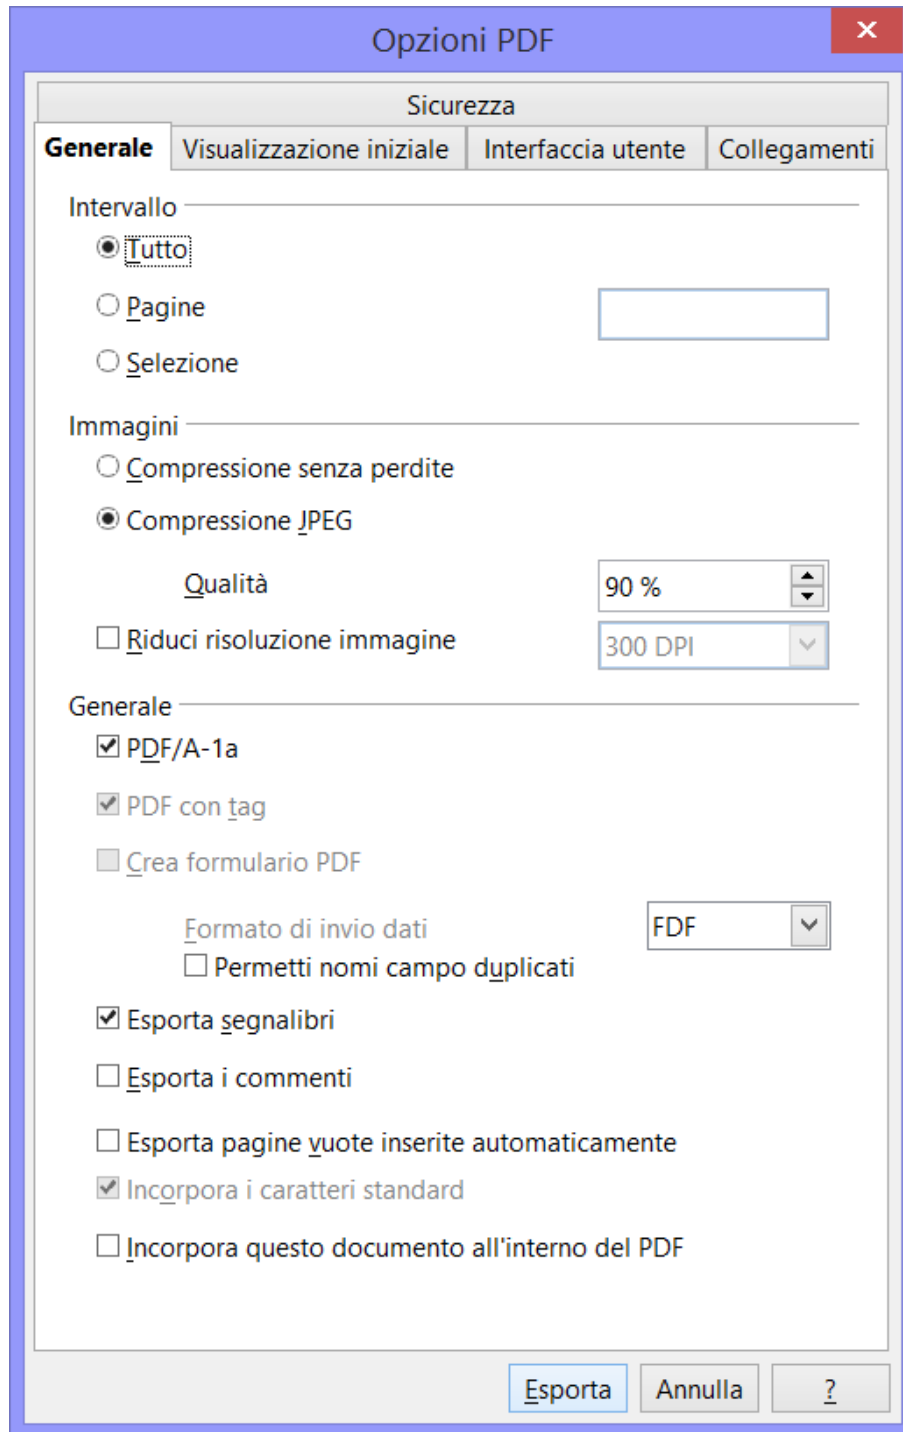 Opzioni PDF
Sicurezza
Generale Visualizzazione iniziale Interfaccia utente Collegamenti
Intervallo
Tutto
Pagine
Selezione
Immagini
Compressione senza perdite
Compressione JPEG
Qualità 90 %
Riduci risoluzione immagine 300 DPI
Generale
PDF/A-1a
PDF con tag
Crea formulario PDF
Formato di invio dati FDF
Permetti nomi campo duplicati
Esporta segnalibri
Esporta i commenti
Esporta pagine vuote inserite automaticamente
Incorpora i caratteri standard
Incorpora questo documento all'interno del PDF
Esporta Annulla ?